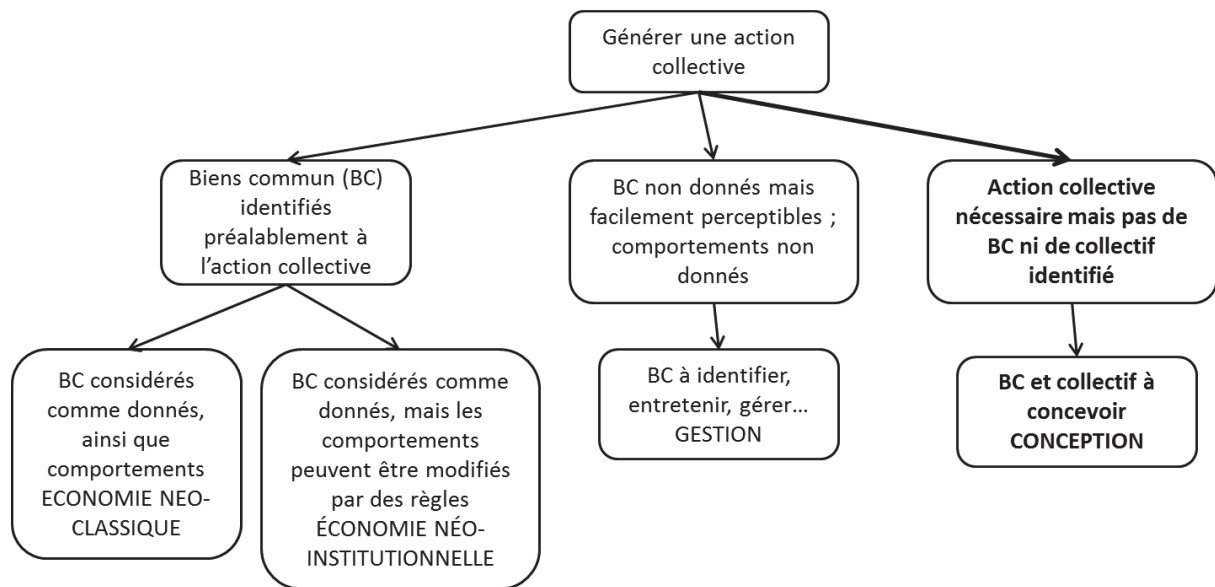 Générer une action
collective
Biens commun (BC)
identifiés
préalablement à
l'action collective
BC non donnés mais
facilement perceptibles ;
comportements non
donnés
Action collective
nécessaire mais pas de
BC ni de collectif
identifié
BC considérés
comme donnés,
ainsi que
comportements
ECONOMIE NEO-
CLASSIQUE
BC considérés comme
donnés, mais les
comportements
peuvent être modifiés
par des règles
ÉCONOMIE NÉO-
INSTITUTIONNELLE
BC à identifier,
entretenir, gérer...
GESTION
BC et collectif à
concevoir
CONCEPTION